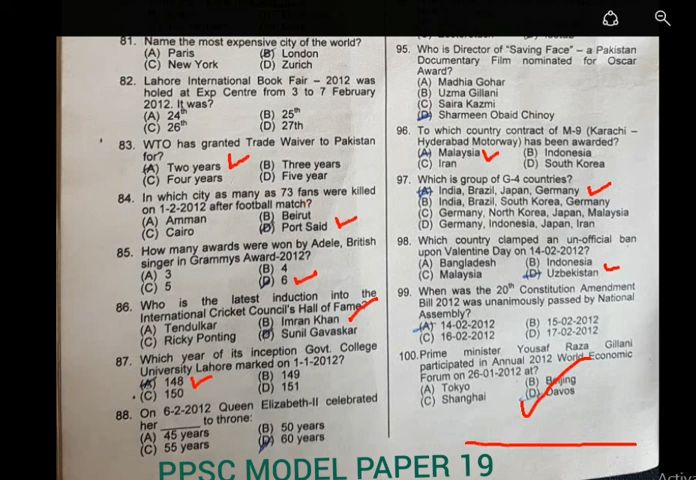 81. Name the most expensive city of the world?
(A) Paris (B) London
(C) New York (D) Zurich
82. Lahore International Book Fair – 2012 was
holed at Exp Centre from 3 to 7 February
2012. It was?
(A) 24th (B) 25th
(C) 26th (D) 27th
83. WTO has granted Trade Waiver to Pakistan
for?
(A) Two years (B) Three years
(C) Four years (D) Five year
84. In which city as many as 73 fans were killed
on 1-2-2012 after football match?
(A) Amman (B) Beirut
(C) Cairo (D) Port Said
85. How many awards were won by Adele, British
singer in Grammys Award-2012?
(A) 3 (B) 4
(C) 5 (D) 6
86. Who is the latest induction into the
International Cricket Council's Hall of Fame?
(A) Tendulkar (B) Imran Khan
(C) Ricky Ponting (D) Sunil Gavaskar
87. Which year of its inception Govt. College
University Lahore marked on 1-1-2012?
(A) 148 (B) 149
(C) 150 (D) 151
88. On 6-2-2012 Queen Elizabeth-II celebrated
her ______ to throne:
(A) 45 years (B) 50 years
(C) 55 years (D) 60 years
95. Who is Director of "Saving Face" – a Pakistan
Documentary Film nominated for Oscar
Award?
(A) Madhia Gohar
(B) Uzma Gillani
(C) Saira Kazmi
(D) Sharmeen Obaid Chinoy
96. To which country contract of M-9 (Karachi –
Hyderabad Motorway) has been awarded?
(A) Malaysia (B) Indonesia
(C) Iran (D) South Korea
97. Which is group of G-4 countries?
(A) India, Brazil, Japan, Germany
(B) India, Brazil, South Korea, Germany
(C) Germany, North Korea, Japan, Malaysia
(D) Germany, Indonesia, Japan, Iran
98. Which country clamped an un-official ban
upon Valentine Day on 14-02-2012?
(A) Bangladesh (B) Indonesia
(C) Malaysia (D) Uzbekistan
99. When was the 20th Constitution Amendment
Bill 2012 was unanimously passed by National
Assembly?
(A) 14-02-2012 (B) 15-02-2012
(C) 16-02-2012 (D) 17-02-2012
100. Prime minister Yousaf Raza Gillani
participated in Annual 2012 World Economic
Forum on 26-01-2012 at?
(A) Tokyo (B) Beijing
(C) Shanghai (D) Davos
PPSC MODEL PAPER 19